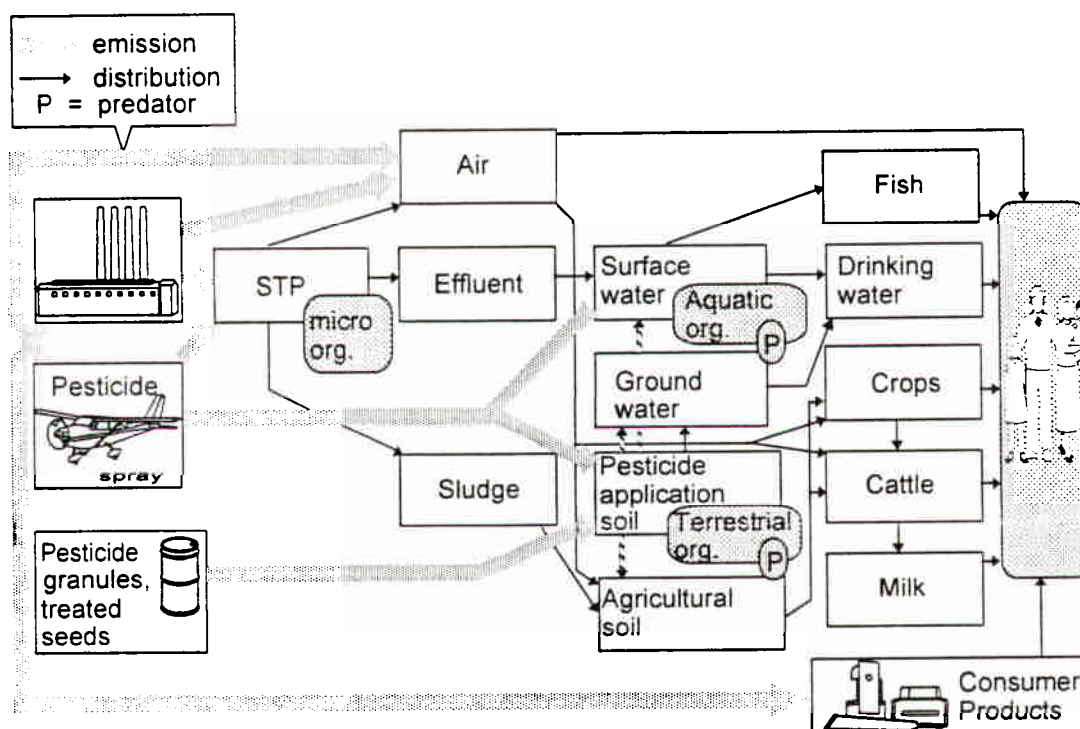 emission
distribution
P = predator
Air
Fish
STP
micro
org.
Effluent
Surface
water
Aquatic
org.
P
Drinking
water
Pesticide
spray
Ground
water
Crops
Sludge
Pesticide
application
soil
Terrestrial
org.
P
Cattle
Pesticide
granules,
treated
seeds
Agricultural
soil
Milk
Consumer
Products